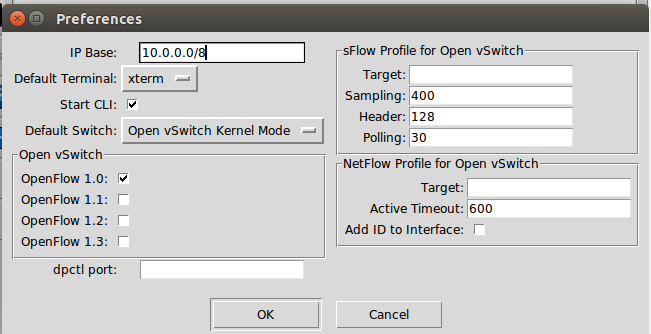 Preferences
IP Base: 10.0.0.0/8
Default Terminal: xterm
Start CLI:
Default Switch: Open vSwitch Kernel Mode
Open vSwitch
OpenFlow 1.0:
OpenFlow 1.1:
OpenFlow 1.2:
OpenFlow 1.3:
dpctl port:
sFlow Profile for Open vSwitch
Target:
Sampling: 400
Header: 128
Polling: 30
NetFlow Profile for Open vSwitch
Target:
Active Timeout: 600
Add ID to Interface:
OK
Cancel